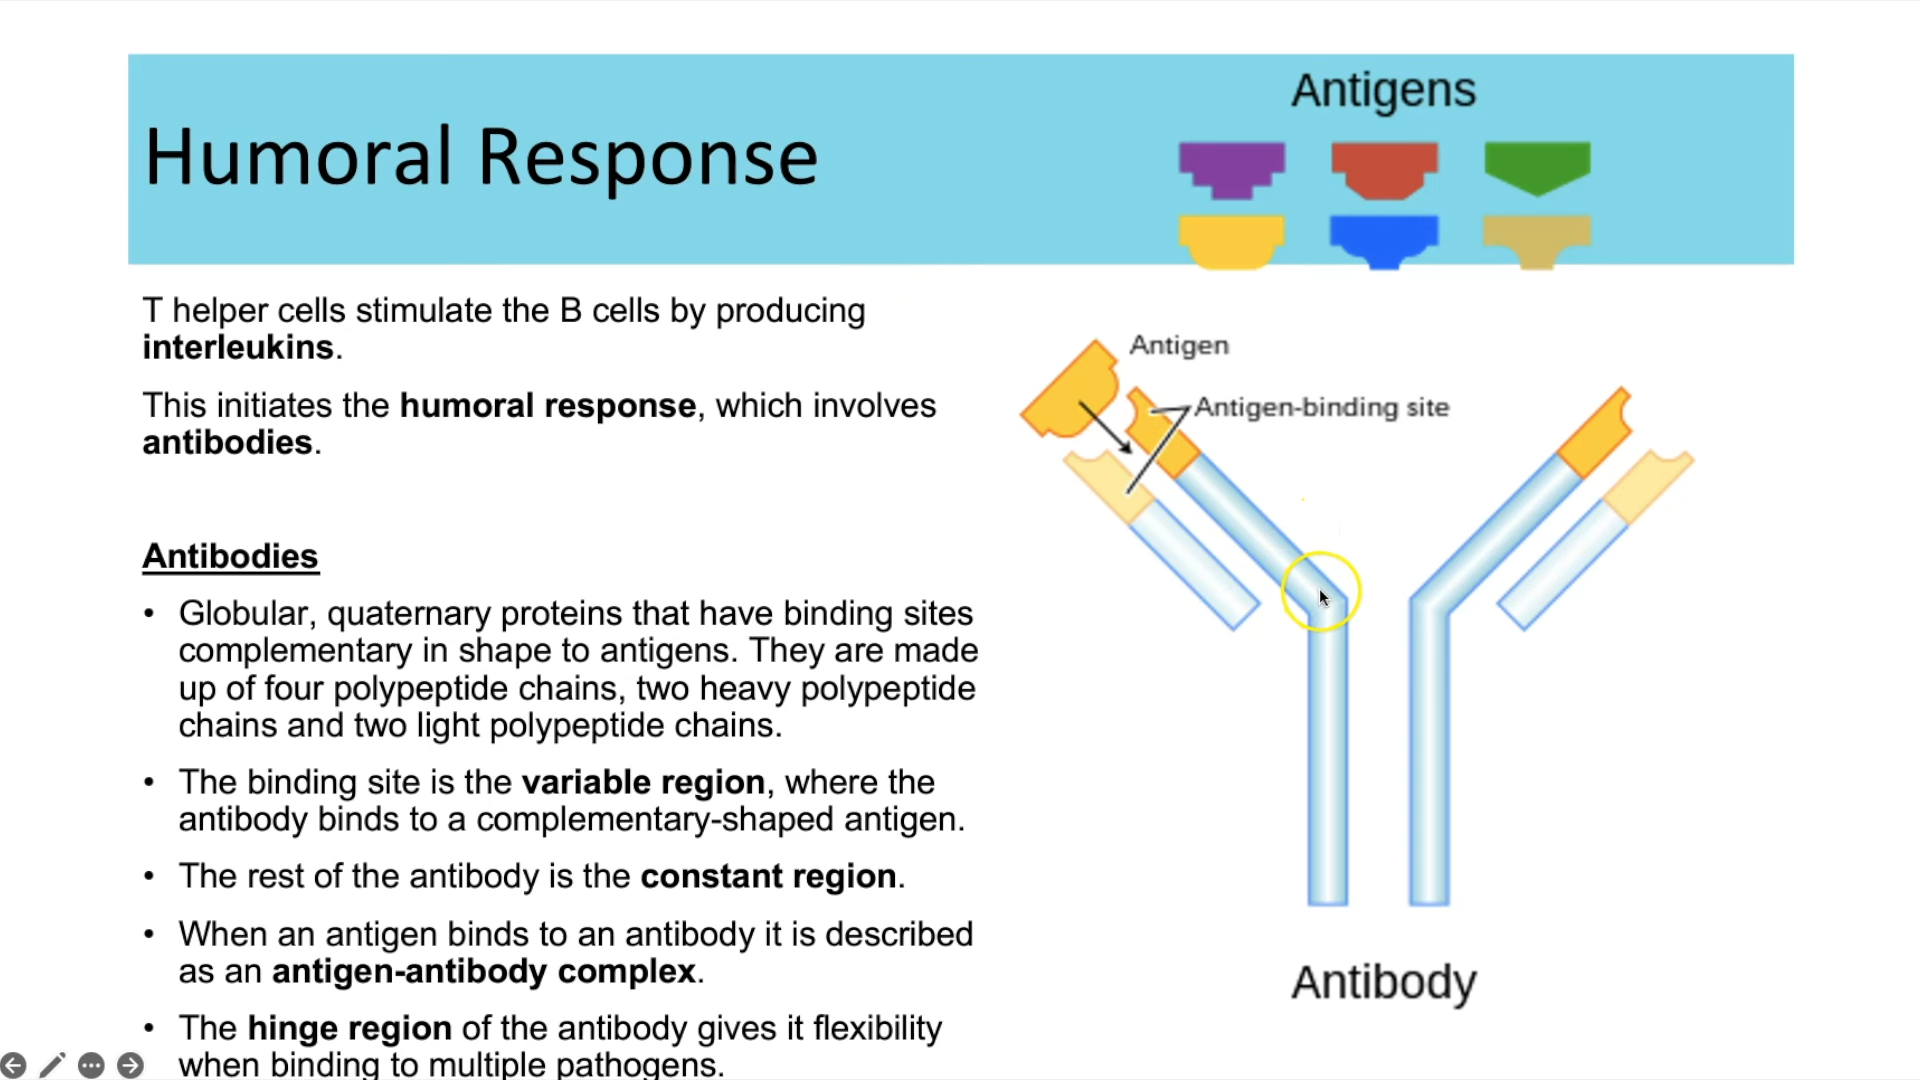 Humoral Response
Antigens
T helper cells stimulate the B cells by producing
interleukins.
This initiates the humoral response, which involves
antibodies.
Antibodies
• Globular, quaternary proteins that have binding sites
complementary in shape to antigens. They are made
up of four polypeptide chains, two heavy polypeptide
chains and two light polypeptide chains.
• The binding site is the variable region, where the
antibody binds to a complementary-shaped antigen.
• The rest of the antibody is the constant region.
• When an antigen binds to an antibody it is described
as an antigen-antibody complex.
• The hinge region of the antibody gives it flexibility
when binding to multiple pathogens.
Antigen
Antigen-binding site
Antibody